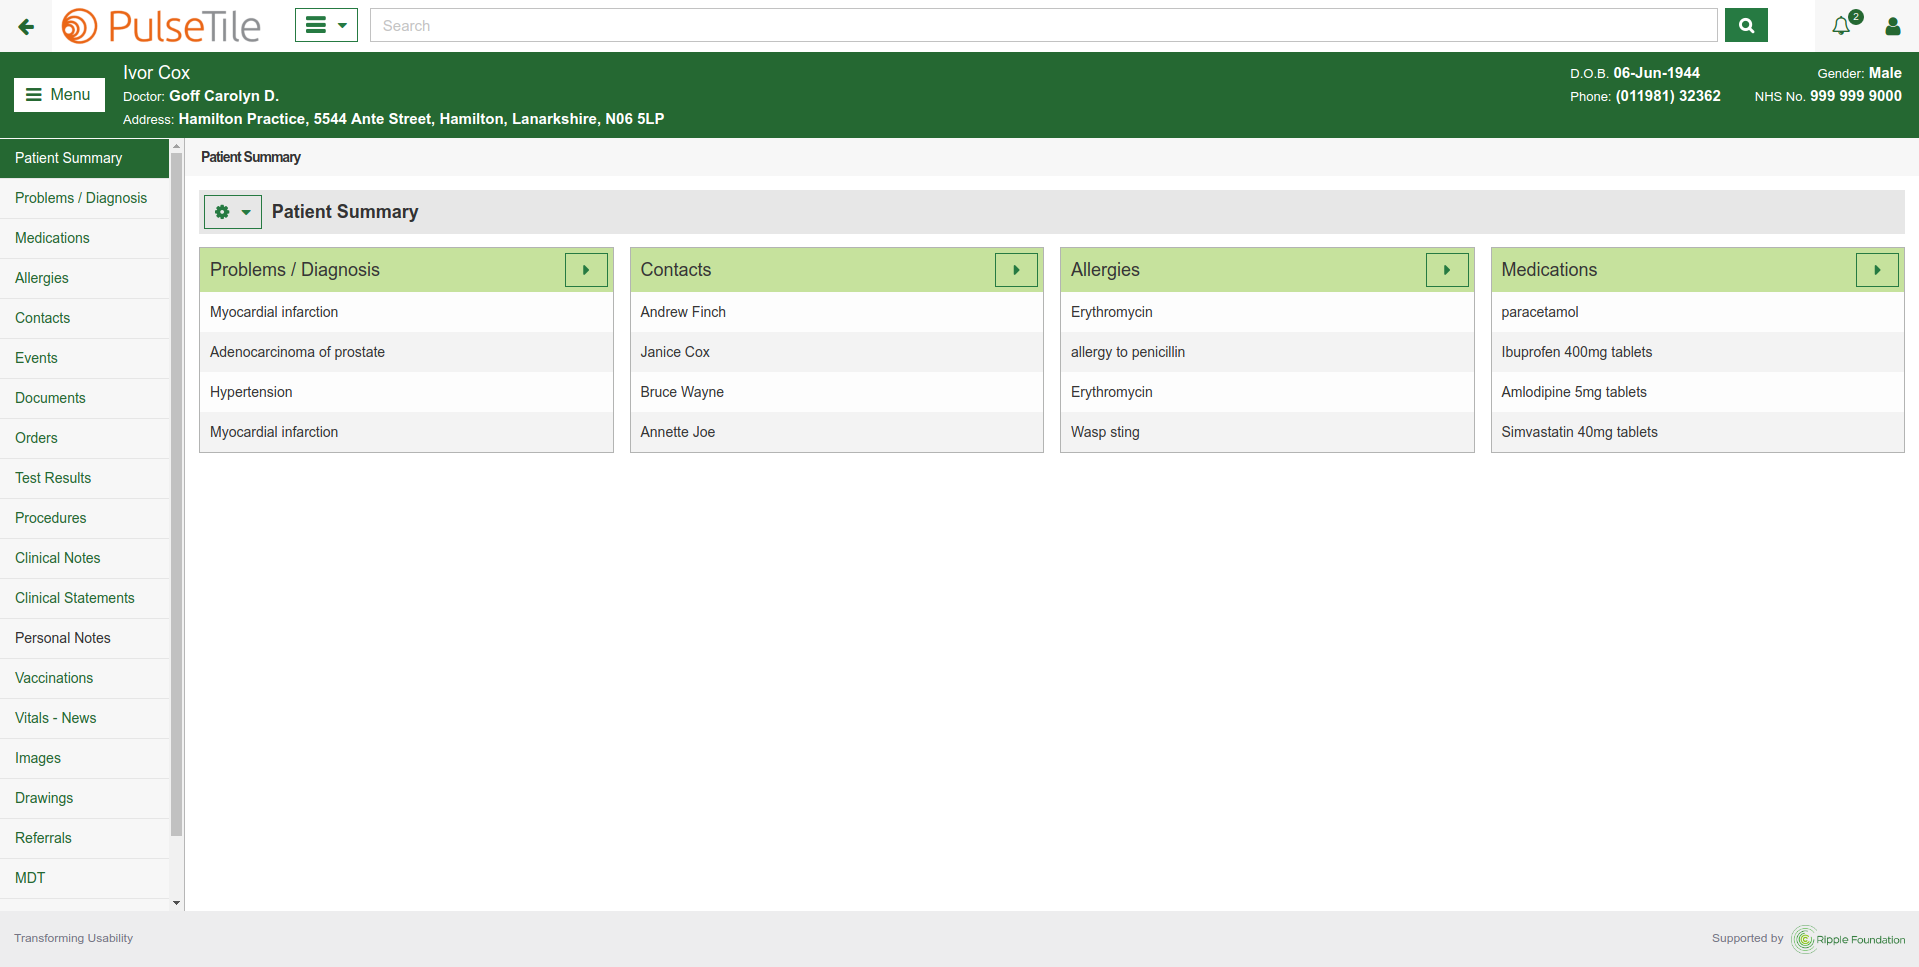 PulseTile
Search
2
Menu
Ivor Cox
Doctor: Goff Carolyn D.
Address: Hamilton Practice, 5544 Ante Street, Hamilton, Lanarkshire, N06 5LP
D.O.B. 06-Jun-1944
Gender: Male
Phone: (011981) 32362
NHS No. 999 999 9000
Patient Summary
Problems / Diagnosis
Medications
Allergies
Contacts
Events
Documents
Orders
Test Results
Procedures
Clinical Notes
Clinical Statements
Personal Notes
Vaccinations
Vitals - News
Images
Drawings
Referrals
MDT
Patient Summary
Patient Summary
Problems / Diagnosis
Myocardial infarction
Adenocarcinoma of prostate
Hypertension
Myocardial infarction
Contacts
Andrew Finch
Janice Cox
Bruce Wayne
Annette Joe
Allergies
Erythromycin
allergy to penicillin
Erythromycin
Wasp sting
Medications
paracetamol
Ibuprofen 400mg tablets
Amlodipine 5mg tablets
Simvastatin 40mg tablets
Transforming Usability
Supported by
Ripple Foundation